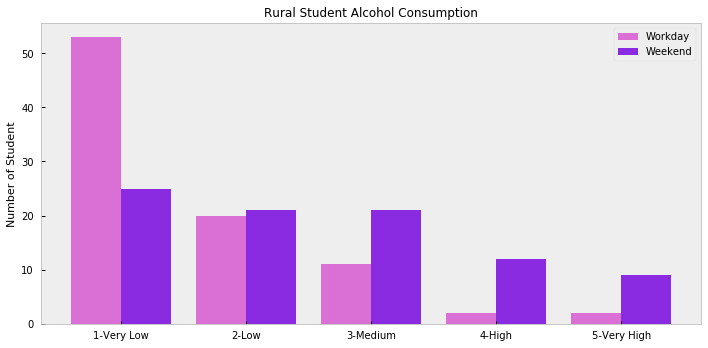 Rural Student Alcohol Consumption
Workday
Weekend
Number of Student
50
40
30
20
10
0
1-Very Low
2-Low
3-Medium
4-High
5-Very High